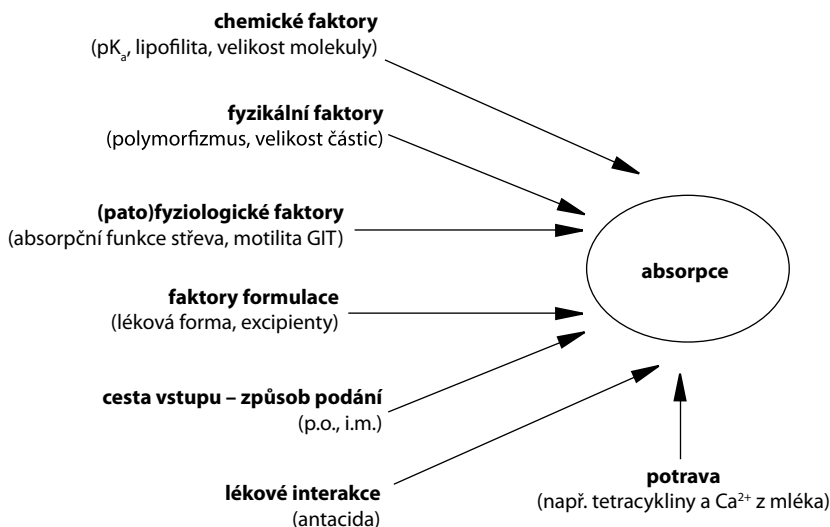 chemické faktory
(pKₐ, lipofilita, velikost molekuly)
fyzikální faktory
(polymorfizmus, velikost částic)
(pato)fyziologické faktory
(absorpční funkce střeva, motilita GIT)
absorpce
faktory formulace
(léková forma, excipienty)
cesta vstupu – způsob podání
(p.o., i.m.)
lékové interakce
(antacida)
potrava
(např. tetracykliny a Ca²⁺ z mléka)